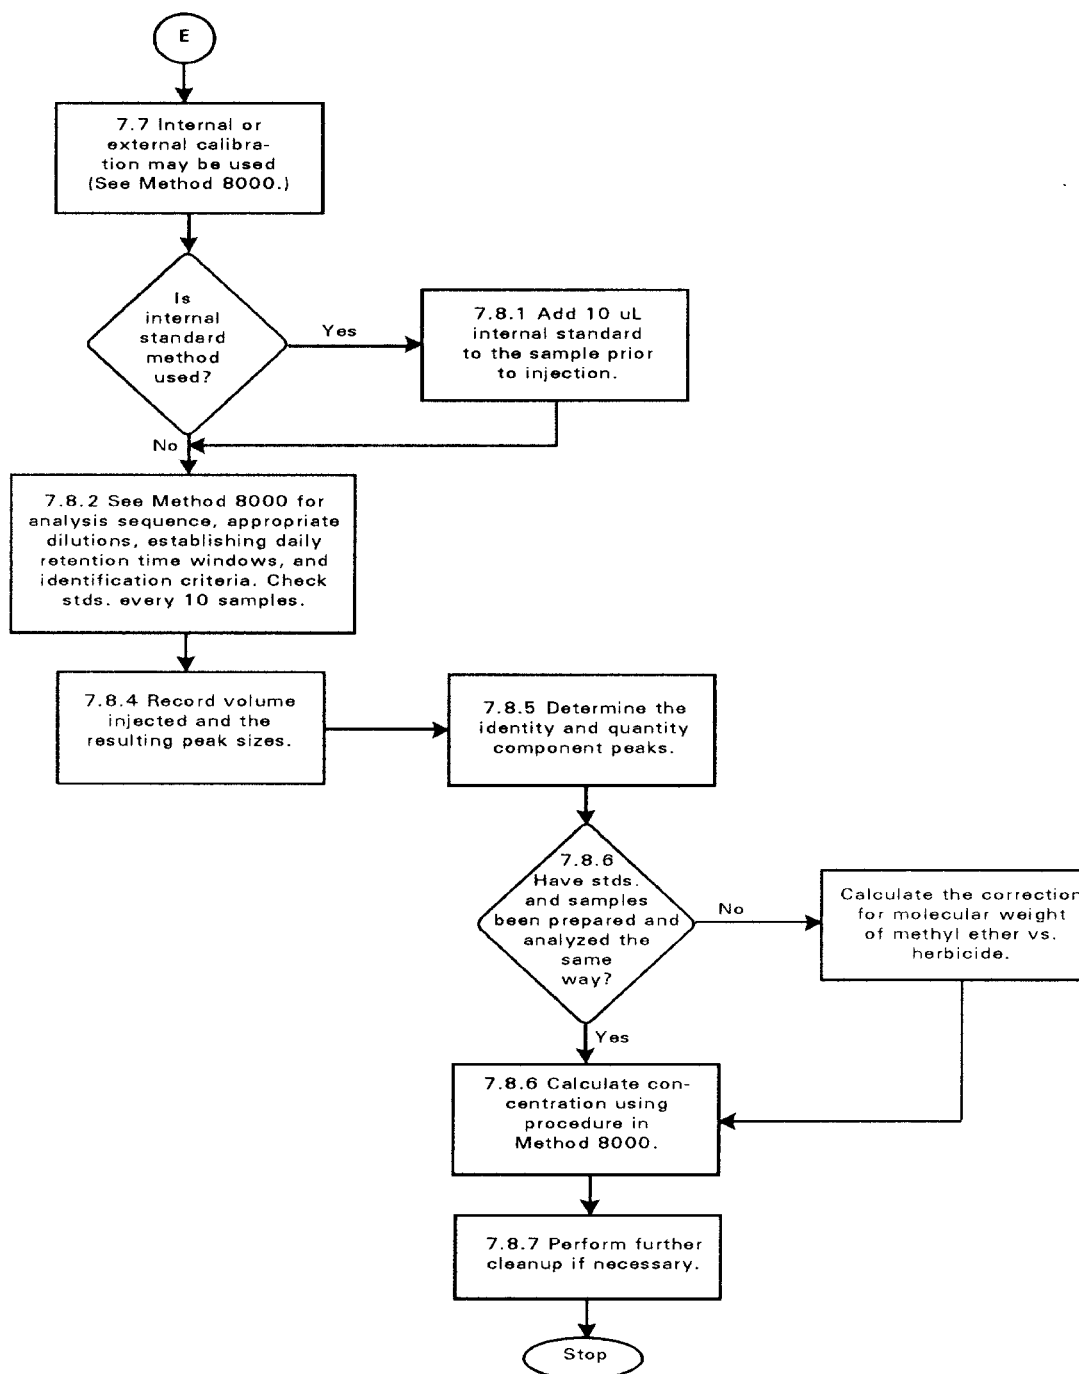 E
7.7 Internal or
external calibra-
tion may be used
(See Method 8000.)
Is
internal
standard
method
used?
Yes
7.8.1 Add 10 uL
internal standard
to the sample prior
to injection.
No
7.8.2 See Method 8000 for
analysis sequence, appropriate
dilutions, establishing daily
retention time windows, and
identification criteria. Check
stds. every 10 samples.
7.8.4 Record volume
injected and the
resulting peak sizes.
7.8.5 Determine the
identity and quantity
component peaks.
7.8.6
Have stds.
and samples
been prepared and
analyzed the
same
way?
No
Calculate the correction
for molecular weight
of methyl ether vs.
herbicide.
Yes
7.8.6 Calculate con-
centration using
procedure in
Method 8000.
7.8.7 Perform further
cleanup if necessary.
Stop